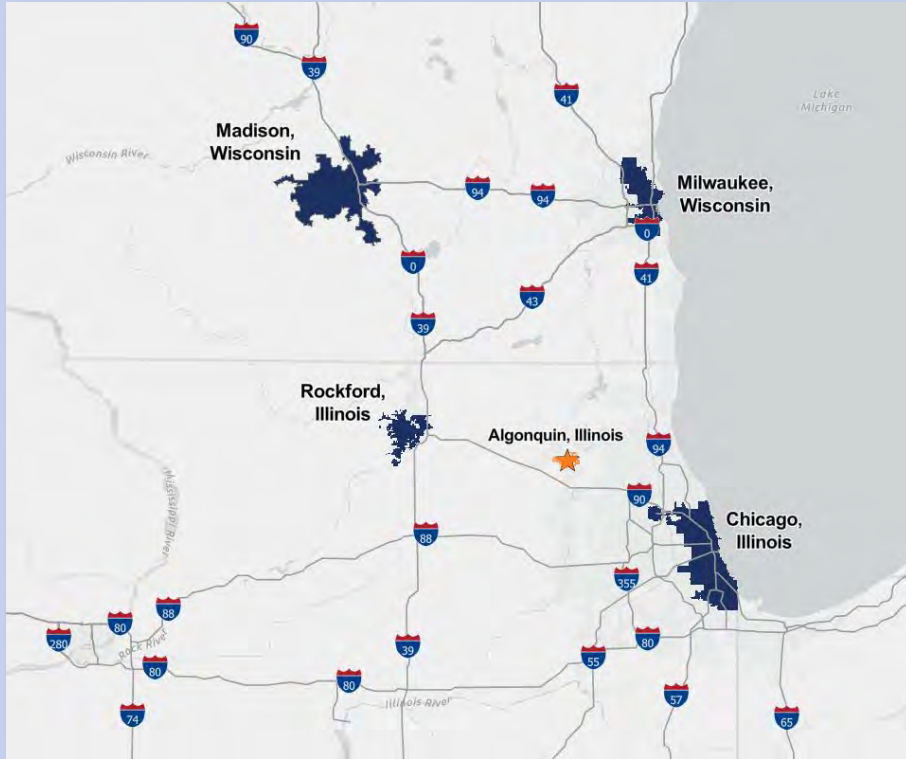 90
39
41
Lake
Michigan
Madison,
Wisconsin
Wisconsin River
94
94
Milwaukee,
Wisconsin
0
0
41
43
39
Rockford,
Illinois
Algonquin, Illinois
94
90
Mississippi River
Chicago,
Illinois
88
355
88
80
280
Rock River
80
39
80
55
80
Illinois River
57
74
65